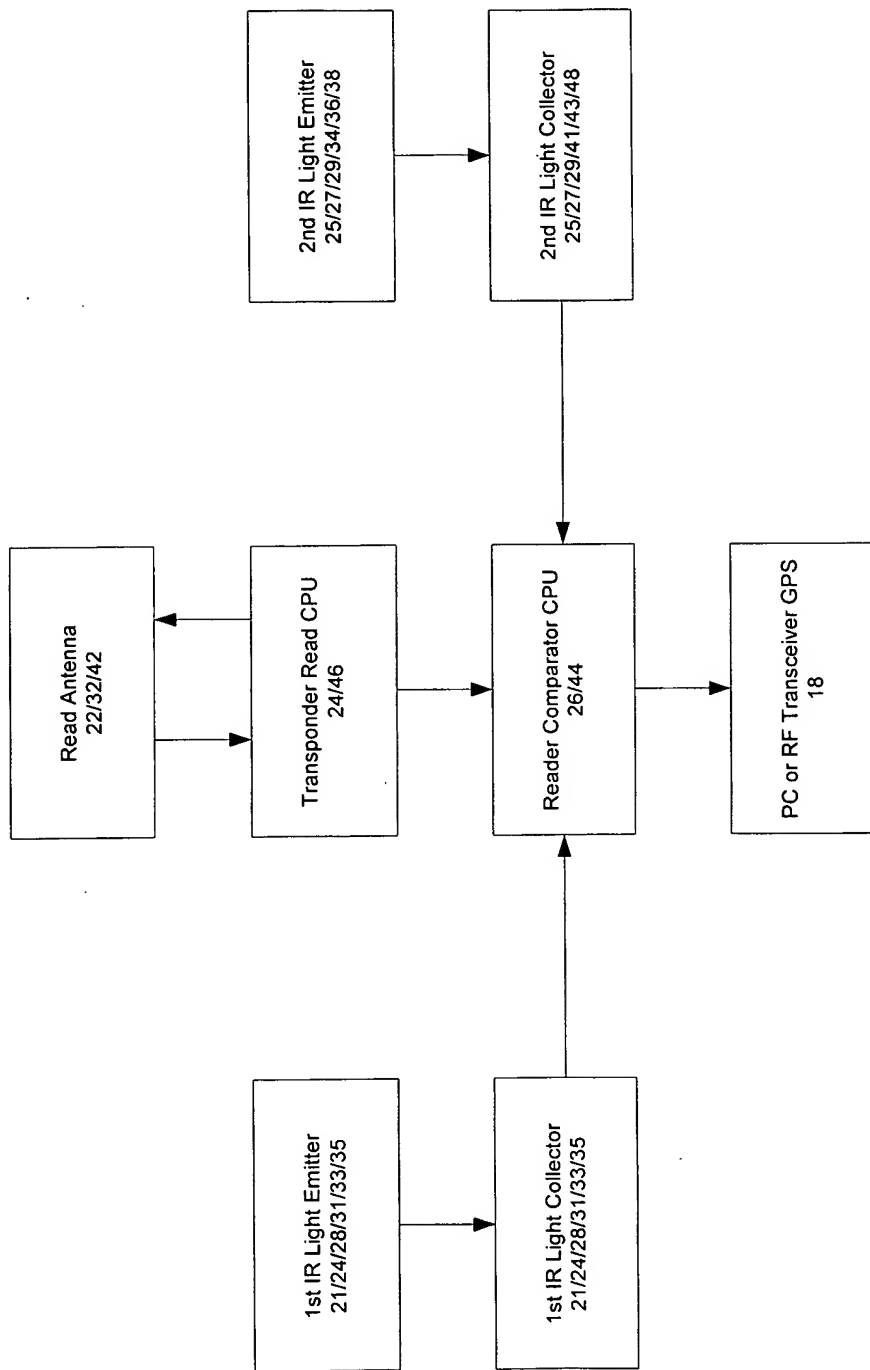 Read Antenna
22/32/42
2nd IR Light Emitter
25/27/29/34/36/38
1st IR Light Emitter
21/24/28/31/33/35
Transponder Read CPU
24/46
2nd IR Light Collector
25/27/29/41/43/48
1st IR Light Collector
21/24/28/31/33/35
Reader Comparator CPU
26/44
PC or RF Transceiver GPS
18